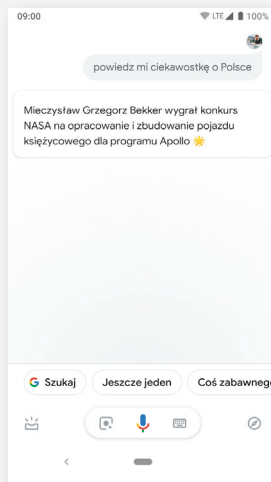 09:00 LTE 100%
powiedz mi ciekawostkę o Polsce
Mieczysław Grzegorz Bekker wygrał konkurs
NASA na opracowanie i zbudowanie pojazdu
księżycowego dla programu Apollo 🌟
G Szukaj Jeszcze jeden Coś zabawneg